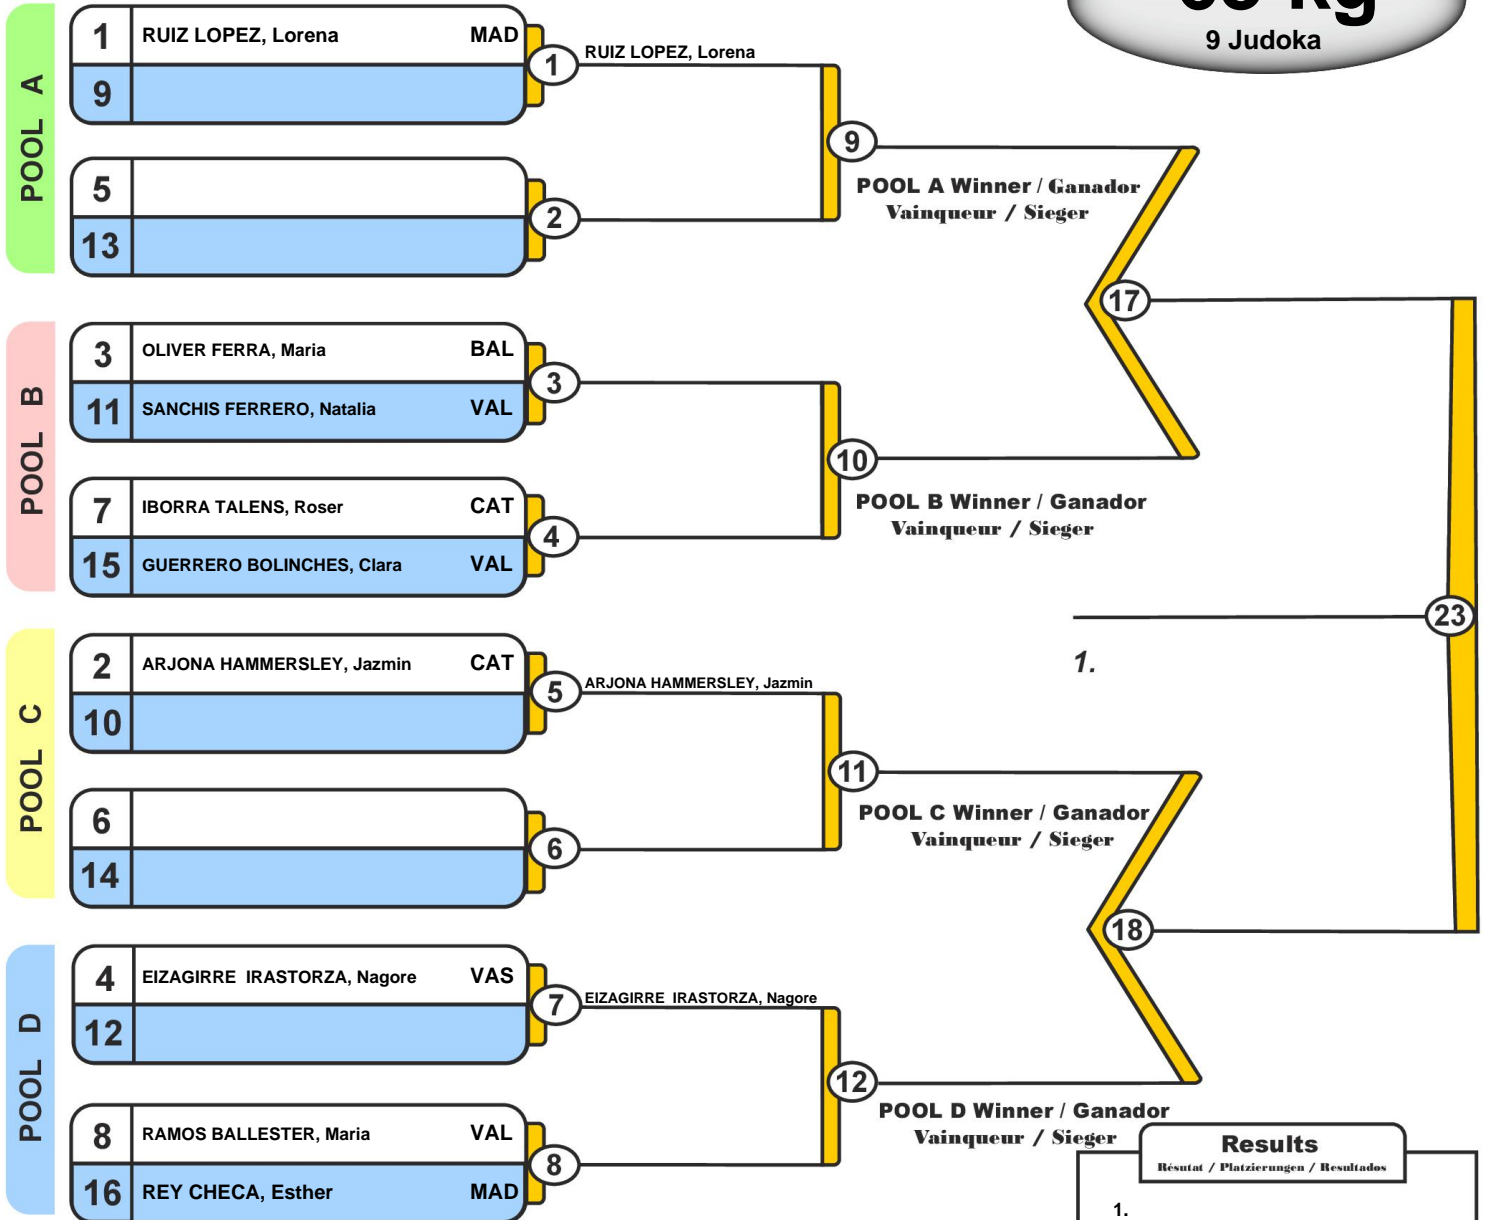 9 Judoka
POOL A
1 RUIZ LOPEZ, Lorena MAD
9
1
RUIZ LOPEZ, Lorena
5
13
2
9
POOL A Winner / Ganador
Vainqueur / Sieger
17
POOL B
3 OLIVER FERRA, Maria BAL
11 SANCHIS FERRERO, Natalia VAL
3
7 IBORRA TALENS, Roser CAT
15 GUERRERO BOLINCHES, Clara VAL
4
10
POOL B Winner / Ganador
Vainqueur / Sieger
23
1.
POOL C
2 ARJONA HAMMERSLEY, Jazmin CAT
10
5
ARJONA HAMMERSLEY, Jazmin
6
14
6
11
POOL C Winner / Ganador
Vainqueur / Sieger
18
POOL D
4 EIZAGIRRE IRASTORZA, Nagore VAS
12
7
EIZAGIRRE IRASTORZA, Nagore
8 RAMOS BALLESTER, Maria VAL
16 REY CHECA, Esther MAD
8
12
POOL D Winner / Ganador
Vainqueur / Sieger
Results
Résutat / Platzierungen / Resultados
1.